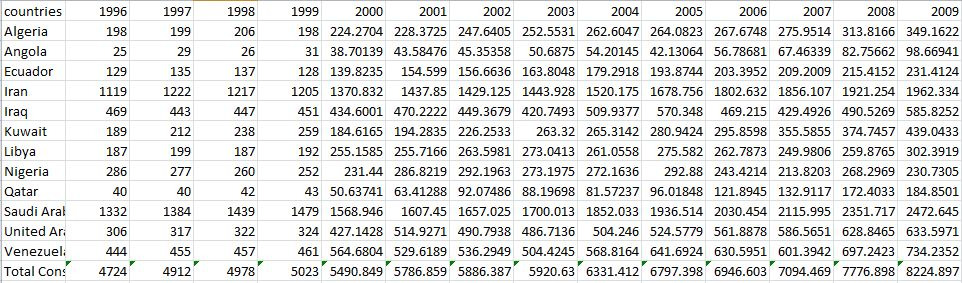 countries 1996 1997 1998 1999 2000 2001 2002 2003 2004 2005 2006 2007 2008 2009
Algeria 198 199 206 198 224.2704 228.3725 247.6405 252.5531 262.6047 264.0823 267.6748 275.9514 313.8166 349.1622
Angola 25 29 26 31 38.70139 43.58476 45.35358 50.6875 54.20145 42.13064 56.78681 67.46339 82.75662 98.66941
Ecuador 129 135 137 128 139.8235 154.599 156.6636 163.8048 179.2918 193.8744 203.3952 209.2009 215.4152 231.4124
Iran 1119 1222 1217 1205 1370.832 1437.85 1429.125 1443.928 1520.175 1678.756 1802.632 1856.107 1921.254 1962.334
Iraq 469 443 447 451 434.6001 470.2222 449.3679 420.7493 509.9377 570.348 469.215 429.4926 490.5269 585.8252
Kuwait 189 212 238 259 184.6165 194.2835 226.2533 263.32 265.3142 280.9424 295.8598 355.5855 374.7457 439.0433
Libya 187 199 187 192 255.1585 255.7166 263.5981 273.0413 261.0558 275.582 262.7873 249.9806 259.8765 302.3919
Nigeria 286 277 260 252 231.44 286.8219 292.1963 273.1975 272.1636 292.88 243.4214 213.8203 268.2969 230.7305
Qatar 40 40 42 43 50.63741 63.41288 92.07486 88.19698 81.57237 96.01848 121.8945 132.9117 172.4033 184.8501
Saudi Aral 1332 1384 1439 1479 1568.946 1607.45 1657.025 1700.013 1852.033 1936.514 2030.454 2115.995 2351.717 2472.645
United Ara 306 317 322 324 427.1428 514.9271 490.7938 486.7136 504.246 524.5779 561.8878 586.5651 628.8465 633.5971
Venezuela 444 455 457 461 564.6804 529.6189 536.2949 504.4245 568.8164 641.6924 630.5951 601.3942 697.2423 734.2352
Total Cons 4724 4912 4978 5023 5490.849 5786.859 5886.387 5920.63 6331.412 6797.398 6946.603 7094.469 7776.898 8224.897